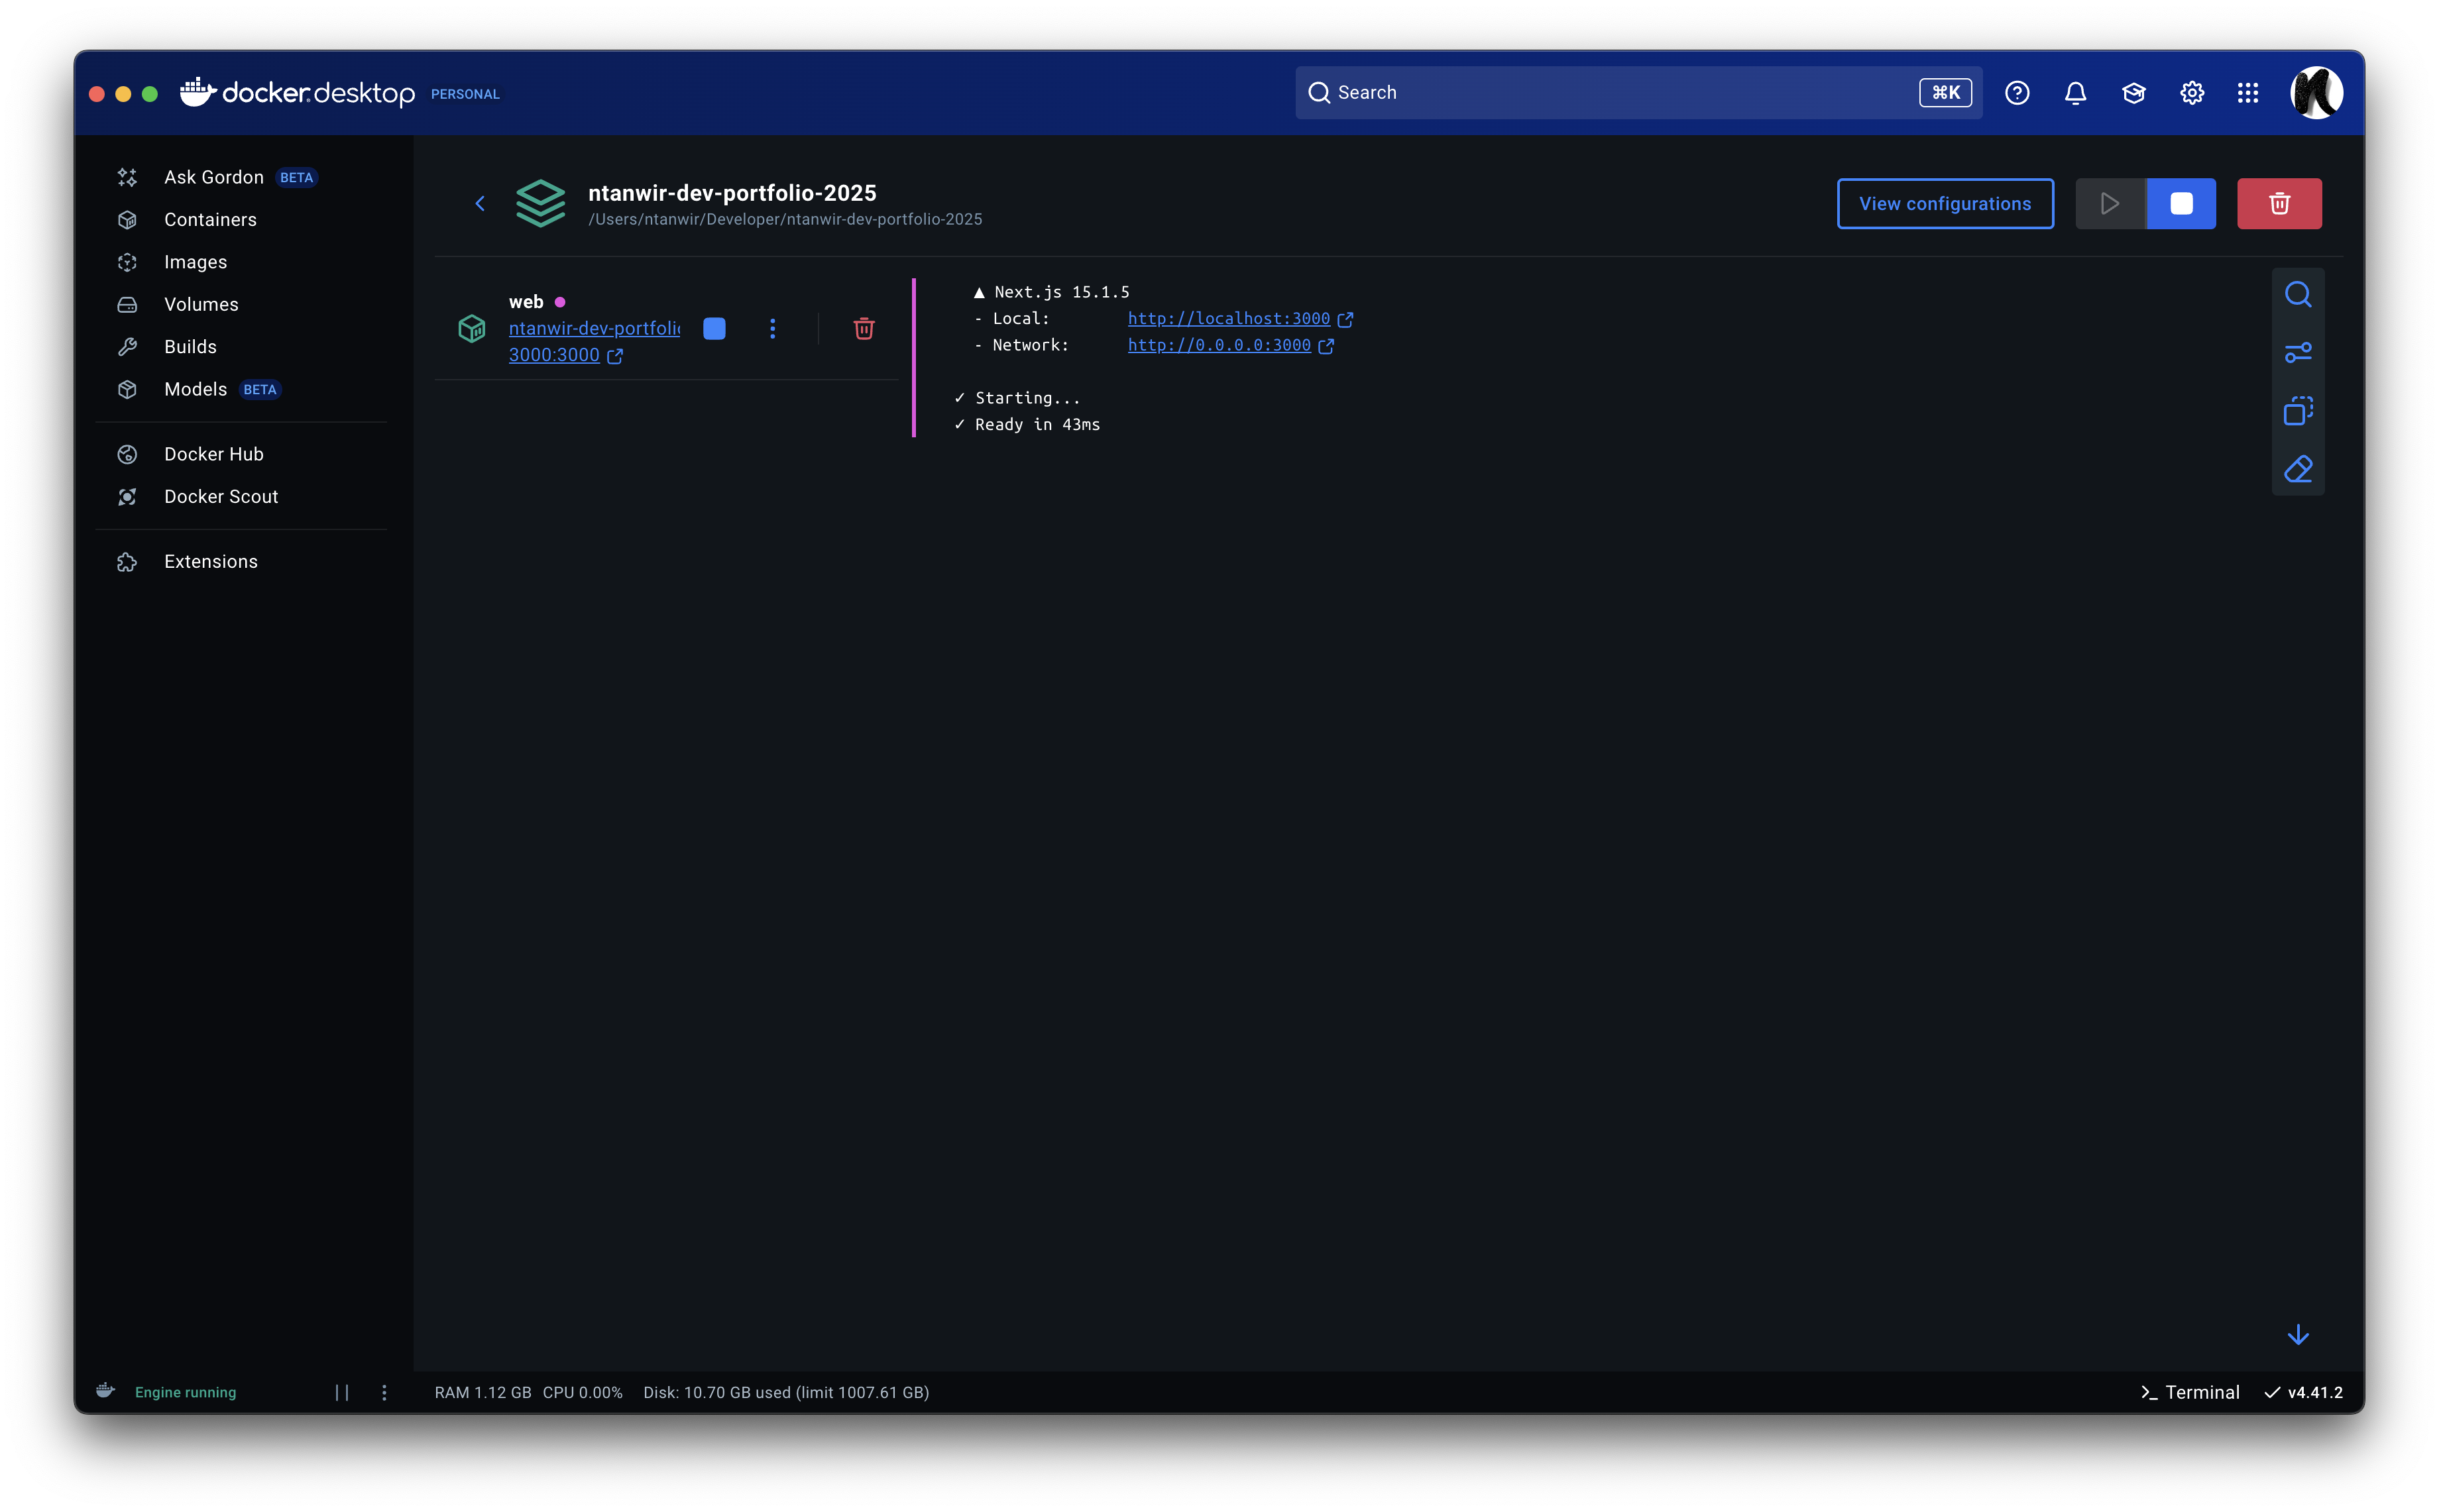 docker.desktop PERSONAL
Search
⌘K
Ask Gordon BETA
Containers
Images
Volumes
Builds
Models BETA
Docker Hub
Docker Scout
Extensions
ntanwir-dev-portfolio-2025
/Users/ntanwir/Developer/ntanwir-dev-portfolio-2025
View configurations
web
ntanwir-dev-portfolio
3000:3000
▲ Next.js 15.1.5
- Local: http://localhost:3000
- Network: http://0.0.0.0:3000
✓ Starting...
✓ Ready in 43ms
Engine running
RAM 1.12 GB CPU 0.00% Disk: 10.70 GB used (limit 1007.61 GB)
Terminal
v4.41.2